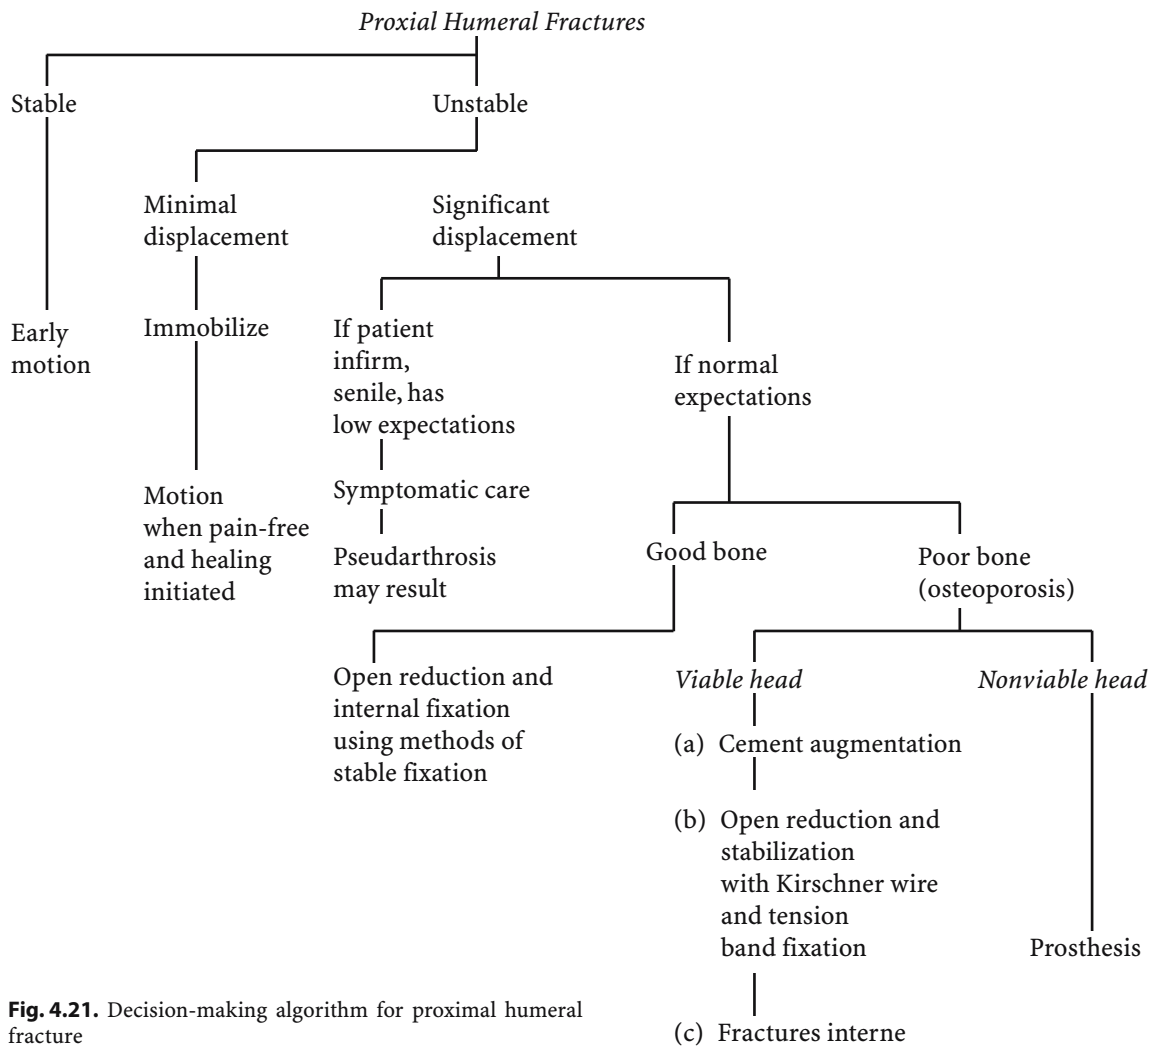 Proxial Humeral Fractures
Stable
Unstable
Minimal
displacement
Significant
displacement
Early
motion
Immobilize
If patient
infirm,
senile, has
low expectations
If normal
expectations
Motion
when pain-free
and healing
initiated
Symptomatic care
Pseudarthrosis
may result
Good bone
Poor bone
(osteoporosis)
Open reduction and
internal fixation
using methods of
stable fixation
Viable head
Nonviable head
(a) Cement augmentation
(b) Open reduction and
stabilization
with Kirschner wire
and tension
band fixation
Prosthesis
(c) Fractures interne
Fig. 4.21. Decision-making algorithm for proximal humeral
fracture